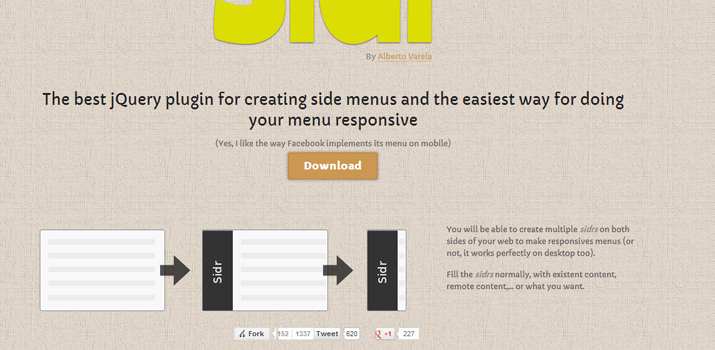 Sidr
By Alberto Varela
The best jQuery plugin for creating side menus and the easiest way for doing
your menu responsive
(Yes, I like the way Facebook implements its menu on mobile)
Download
Sidr
Sidr
You will be able to create multiple sidrs on both
sides of your web to make responsives menus (or
not, it works perfectly on desktop too).
Fill the sidrs normally, with existent content,
remote content,... or what you want.
Fork 152 1337 Tweet 620 +1 227